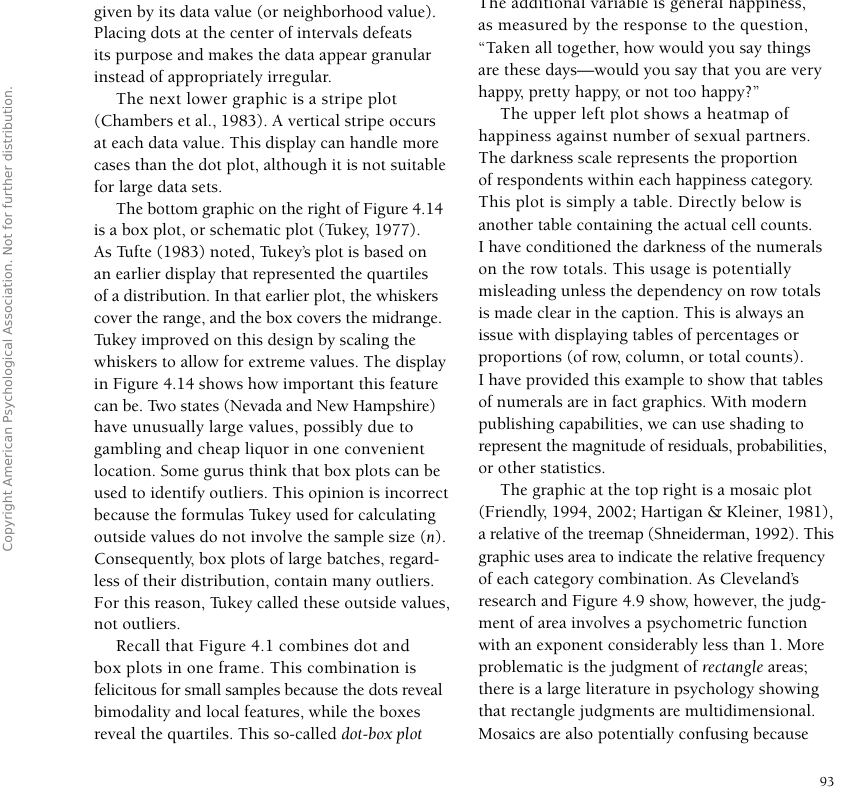 given by its data value (or neighborhood value).
Placing dots at the center of intervals defeats
its purpose and makes the data appear granular
instead of appropriately irregular.
The next lower graphic is a stripe plot
(Chambers et al., 1983). A vertical stripe occurs
at each data value. This display can handle more
cases than the dot plot, although it is not suitable
for large data sets.
The bottom graphic on the right of Figure 4.14
is a box plot, or schematic plot (Tukey, 1977).
As Tufte (1983) noted, Tukey's plot is based on
an earlier display that represented the quartiles
of a distribution. In that earlier plot, the whiskers
cover the range, and the box covers the midrange.
Tukey improved on this design by scaling the
whiskers to allow for extreme values. The display
in Figure 4.14 shows how important this feature
can be. Two states (Nevada and New Hampshire)
have unusually large values, possibly due to
gambling and cheap liquor in one convenient
location. Some gurus think that box plots can be
used to identify outliers. This opinion is incorrect
because the formulas Tukey used for calculating
outside values do not involve the sample size (n).
Consequently, box plots of large batches, regard-
less of their distribution, contain many outliers.
For this reason, Tukey called these outside values,
not outliers.
Recall that Figure 4.1 combines dot and
box plots in one frame. This combination is
felicitous for small samples because the dots reveal
bimodality and local features, while the boxes
reveal the quartiles. This so-called dot-box plot
The additional variable is general happiness,
as measured by the response to the question,
“Taken all together, how would you say things
are these days—would you say that you are very
happy, pretty happy, or not too happy?”
The upper left plot shows a heatmap of
happiness against number of sexual partners.
The darkness scale represents the proportion
of respondents within each happiness category.
This plot is simply a table. Directly below is
another table containing the actual cell counts.
I have conditioned the darkness of the numerals
on the row totals. This usage is potentially
misleading unless the dependency on row totals
is made clear in the caption. This is always an
issue with displaying tables of percentages or
proportions (of row, column, or total counts).
I have provided this example to show that tables
of numerals are in fact graphics. With modern
publishing capabilities, we can use shading to
represent the magnitude of residuals, probabilities,
or other statistics.
The graphic at the top right is a mosaic plot
(Friendly, 1994, 2002; Hartigan & Kleiner, 1981),
a relative of the treemap (Shneiderman, 1992). This
graphic uses area to indicate the relative frequency
of each category combination. As Cleveland's
research and Figure 4.9 show, however, the judg-
ment of area involves a psychometric function
with an exponent considerably less than 1. More
problematic is the judgment of rectangle areas;
there is a large literature in psychology showing
that rectangle judgments are multidimensional.
Mosaics are also potentially confusing because
93
Copyright American Psychological Association. Not for further distribution.